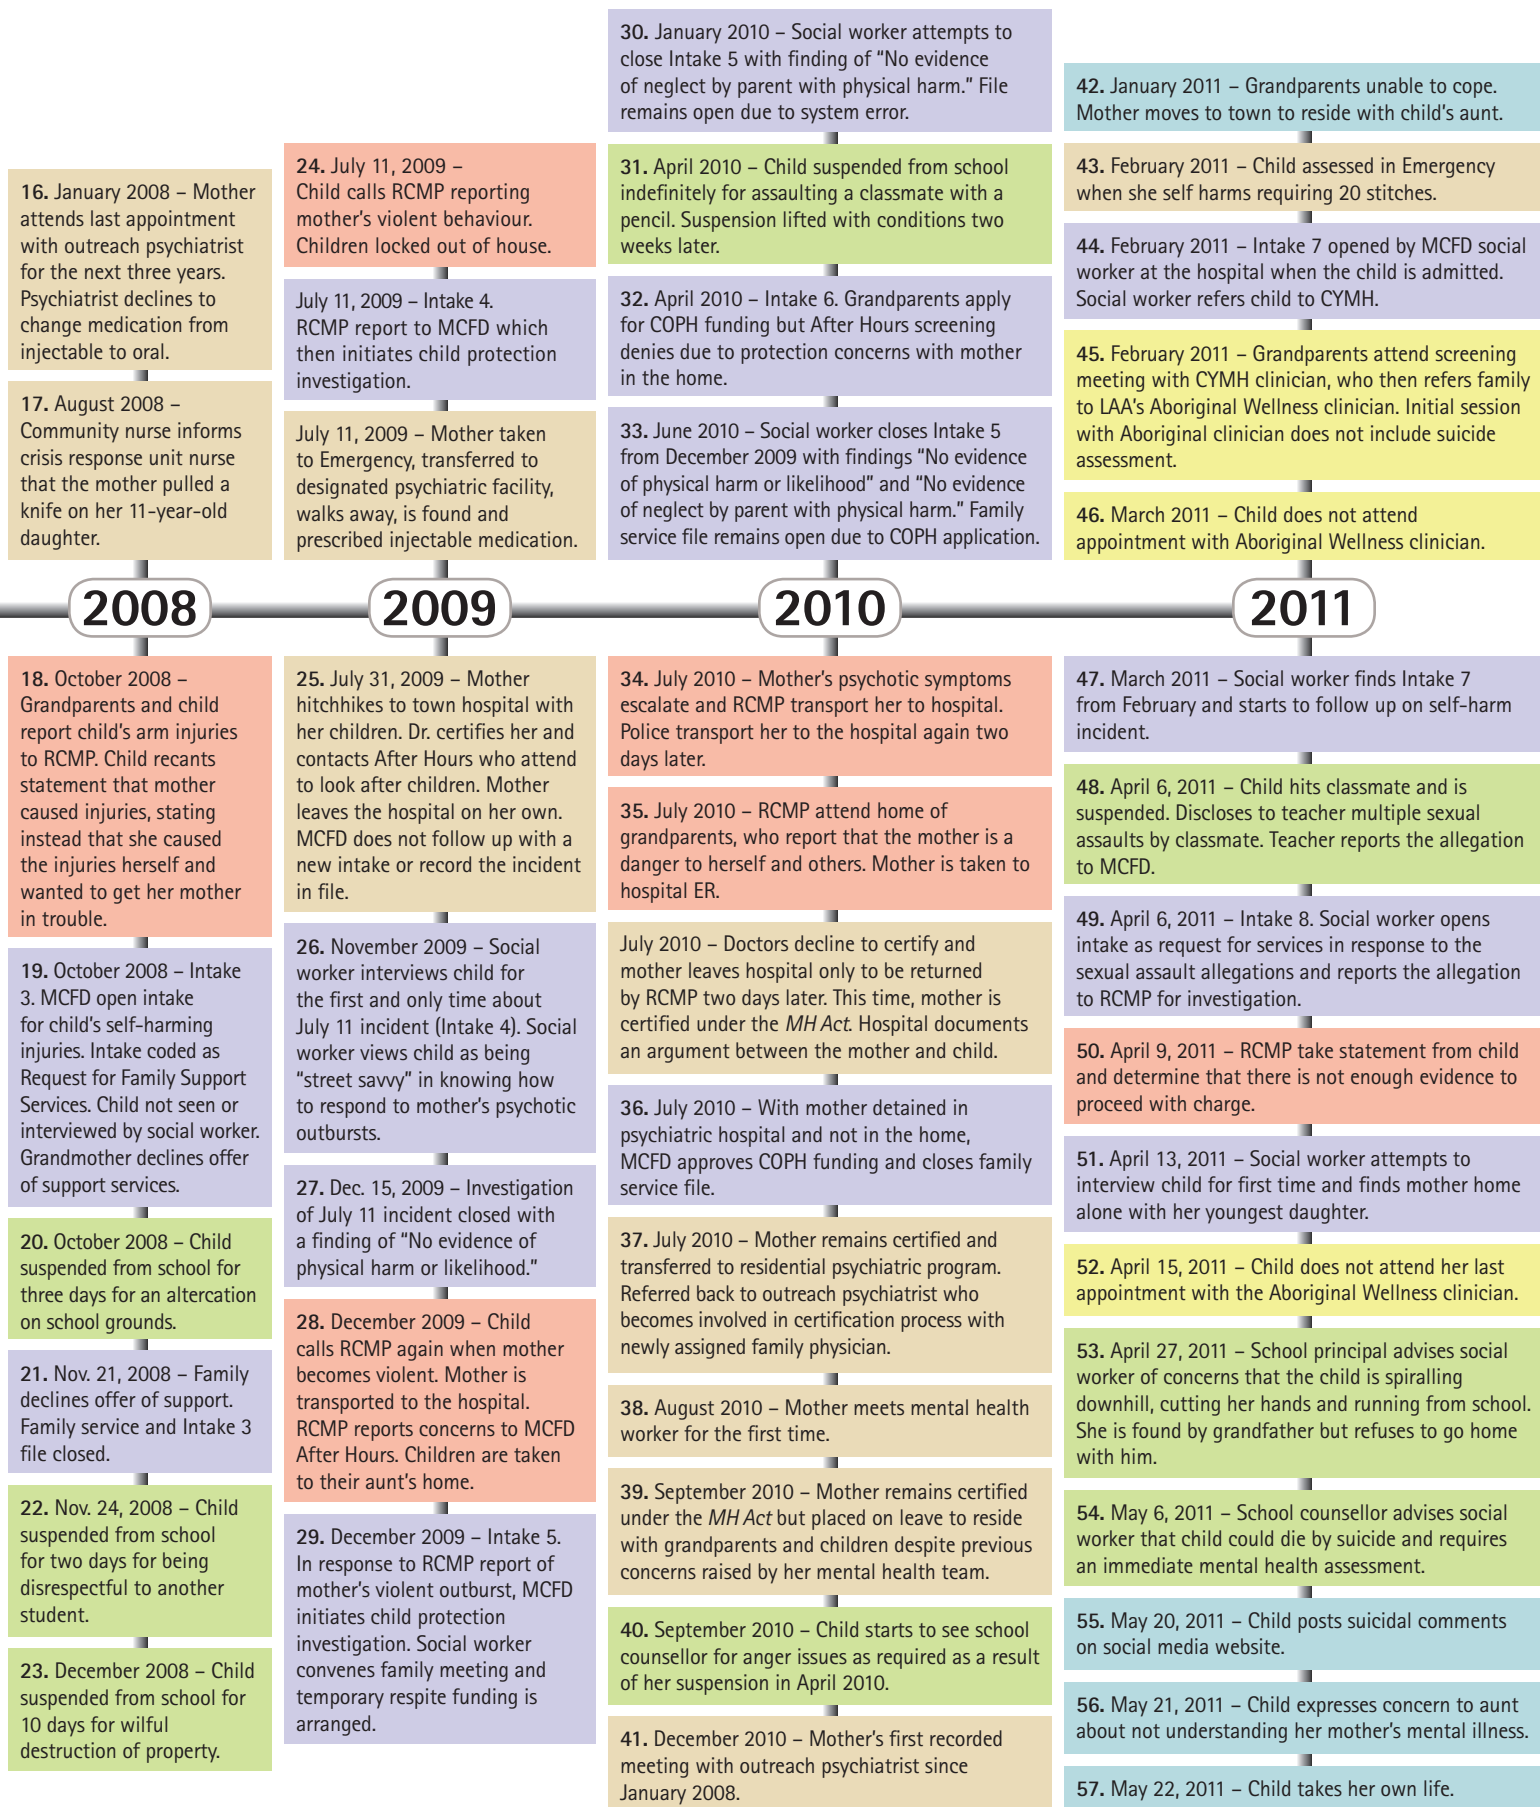 16. January 2008 – Mother
attends last appointment
with outreach psychiatrist
for the next three years.
Psychiatrist declines to
change medication from
injectable to oral.
17. August 2008 –
Community nurse informs
crisis response unit nurse
that the mother pulled a
knife on her 11-year-old
daughter.
2008
18. October 2008 –
Grandparents and child
report child's arm injuries
to RCMP. Child recants
statement that mother
caused injuries, stating
instead that she caused
the injuries herself and
wanted to get her mother
in trouble.
19. October 2008 – Intake
3. MCFD open intake
for child's self-harming
injuries. Intake coded as
Request for Family Support
Services. Child not seen or
interviewed by social worker.
Grandmother declines offer
of support services.
20. October 2008 – Child
suspended from school for
three days for an altercation
on school grounds.
21. Nov. 21, 2008 – Family
declines offer of support.
Family service and Intake 3
file closed.
22. Nov. 24, 2008 – Child
suspended from school
for two days for being
disrespectful to another
student.
23. December 2008 – Child
suspended from school for
10 days for wilful
destruction of property.
24. July 11, 2009 –
Child calls RCMP reporting
mother's violent behaviour.
Children locked out of house.
July 11, 2009 – Intake 4.
RCMP report to MCFD which
then initiates child protection
investigation.
July 11, 2009 – Mother taken
to Emergency, transferred to
designated psychiatric facility,
walks away, is found and
prescribed injectable medication.
2009
25. July 31, 2009 – Mother
hitchhikes to town hospital with
her children. Dr. certifies her and
contacts After Hours who attend
to look after children. Mother
leaves the hospital on her own.
MCFD does not follow up with a
new intake or record the incident
in file.
26. November 2009 – Social
worker interviews child for
the first and only time about
July 11 incident (Intake 4). Social
worker views child as being
"street savvy" in knowing how
to respond to mother's psychotic
outbursts.
27. Dec. 15, 2009 – Investigation
of July 11 incident closed with
a finding of "No evidence of
physical harm or likelihood."
28. December 2009 – Child
calls RCMP again when mother
becomes violent. Mother is
transported to the hospital.
RCMP reports concerns to MCFD
After Hours. Children are taken
to their aunt's home.
29. December 2009 – Intake 5.
In response to RCMP report of
mother's violent outburst, MCFD
initiates child protection
investigation. Social worker
convenes family meeting and
temporary respite funding is
arranged.
30. January 2010 – Social worker attempts to
close Intake 5 with finding of "No evidence
of neglect by parent with physical harm." File
remains open due to system error.
31. April 2010 – Child suspended from school
indefinitely for assaulting a classmate with a
pencil. Suspension lifted with conditions two
weeks later.
32. April 2010 – Intake 6. Grandparents apply
for COPH funding but After Hours screening
denies due to protection concerns with mother
in the home.
33. June 2010 – Social worker closes Intake 5
from December 2009 with findings "No evidence
of physical harm or likelihood" and "No evidence
of neglect by parent with physical harm." Family
service file remains open due to COPH application.
2010
34. July 2010 – Mother's psychotic symptoms
escalate and RCMP transport her to hospital.
Police transport her to the hospital again two
days later.
35. July 2010 – RCMP attend home of
grandparents, who report that the mother is a
danger to herself and others. Mother is taken to
hospital ER.
July 2010 – Doctors decline to certify and
mother leaves hospital only to be returned
by RCMP two days later. This time, mother is
certified under the MH Act. Hospital documents
an argument between the mother and child.
36. July 2010 – With mother detained in
psychiatric hospital and not in the home,
MCFD approves COPH funding and closes family
service file.
37. July 2010 – Mother remains certified and
transferred to residential psychiatric program.
Referred back to outreach psychiatrist who
becomes involved in certification process with
newly assigned family physician.
38. August 2010 – Mother meets mental health
worker for the first time.
39. September 2010 – Mother remains certified
under the MH Act but placed on leave to reside
with grandparents and children despite previous
concerns raised by her mental health team.
40. September 2010 – Child starts to see school
counsellor for anger issues as required as a result
of her suspension in April 2010.
41. December 2010 – Mother's first recorded
meeting with outreach psychiatrist since
January 2008.
42. January 2011 – Grandparents unable to cope.
Mother moves to town to reside with child's aunt.
43. February 2011 – Child assessed in Emergency
when she self harms requiring 20 stitches.
44. February 2011 – Intake 7 opened by MCFD social
worker at the hospital when the child is admitted.
Social worker refers child to CYMH.
45. February 2011 – Grandparents attend screening
meeting with CYMH clinician, who then refers family
to LAA's Aboriginal Wellness clinician. Initial session
with Aboriginal clinician does not include suicide
assessment.
46. March 2011 – Child does not attend
appointment with Aboriginal Wellness clinician.
2011
47. March 2011 – Social worker finds Intake 7
from February and starts to follow up on self-harm
incident.
48. April 6, 2011 – Child hits classmate and is
suspended. Discloses to teacher multiple sexual
assaults by classmate. Teacher reports the allegation
to MCFD.
49. April 6, 2011 – Intake 8. Social worker opens
intake as request for services in response to the
sexual assault allegations and reports the allegation
to RCMP for investigation.
50. April 9, 2011 – RCMP take statement from child
and determine that there is not enough evidence to
proceed with charge.
51. April 13, 2011 – Social worker attempts to
interview child for first time and finds mother home
alone with her youngest daughter.
52. April 15, 2011 – Child does not attend her last
appointment with the Aboriginal Wellness clinician.
53. April 27, 2011 – School principal advises social
worker of concerns that the child is spiralling
downhill, cutting her hands and running from school.
She is found by grandfather but refuses to go home
with him.
54. May 6, 2011 – School counsellor advises social
worker that child could die by suicide and requires
an immediate mental health assessment.
55. May 20, 2011 – Child posts suicidal comments
on social media website.
56. May 21, 2011 – Child expresses concern to aunt
about not understanding her mother's mental illness.
57. May 22, 2011 – Child takes her own life.